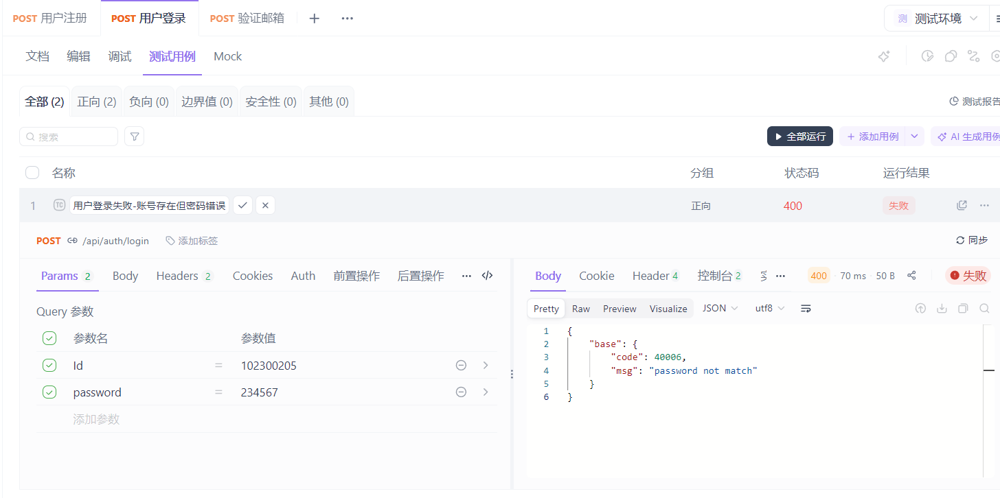 POST 用户注册 POST 用户登录 POST 验证邮箱 测 测试环境
文档 编辑 调试 测试用例 Mock
全部 (2) 正向 (2) 负向 (0) 边界值 (0) 安全性 (0) 其他 (0) 测试报告
搜索 全部运行 添加用例 AI 生成用例
名称 分组 状态码 运行结果
1 TC 用户登录失败-账号存在但密码错误 正向 400 失败
POST /api/auth/login 添加标签 同步
Params 2 Body Headers 2 Cookies Auth 前置操作 后置操作
Body Cookie Header 4 控制台 2 400 70 ms 50 B 失败
Query 参数
Pretty Raw Preview Visualize JSON utf8
参数名 参数值
Id = 102300205
password = 234567
添加参数
1 {
2 "base": {
3 "code": 40006,
4 "msg": "password not match"
5 }
6 }